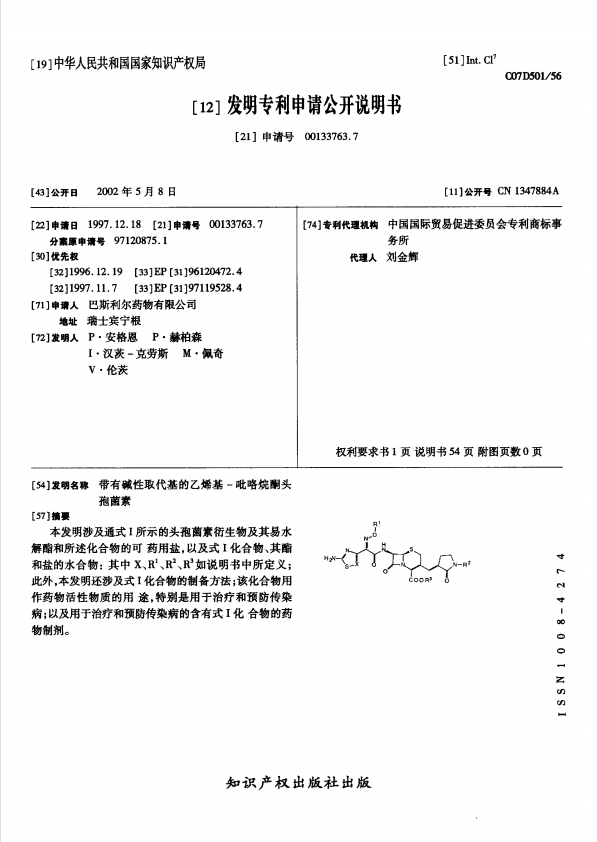 [19]中华人民共和国国家知识产权局
[51]Int. Cl⁷
C07D501/56
[12] 发明专利申请公开说明书
[21] 申请号 00133763.7
[43]公开日 2002 年 5 月 8 日
[11]公开号 CN 1347884A
[22]申请日 1997.12.18 [21]申请号 00133763.7
分案原申请号 97120875.1
[30]优先权
[32]1996.12.19 [33]EP[31]96120472.4
[32]1997.11.7 [33]EP[31]97119528.4
[71]申请人 巴斯利尔药物有限公司
地址 瑞士宾宁根
[72]发明人 P·安格恩 P·赫柏森
I·汉茨－克劳斯 M·佩奇
V·伦茨
[74]专利代理机构 中国国际贸易促进委员会专利商标事
务所
代理人 刘金辉
权利要求书 1 页 说明书 54 页 附图页数 0 页
[54]发明名称 带有碱性取代基的乙烯基－吡咯烷酮头
孢菌素
[57]摘要
本发明涉及通式 I 所示的头孢菌素衍生物及其易水
解酯和所述化合物的可 药用盐,以及式 I 化合物、其酯
和盐的水合物: 其中 X、R¹、R²、R³ 如说明书中所定义;
此外,本发明还涉及式 I 化合物的制备方法;该化合物用
作药物活性物质的用 途,特别是用于治疗和预防传染
病;以及用于治疗和预防传染病的含有式 I 化 合物的药
物制剂。
R¹
O
N
H₂N
N
S
X
O
H
N
S
O
N
COOR³
O
N
R²
ISSN1008-4274
知识产权出版社出版